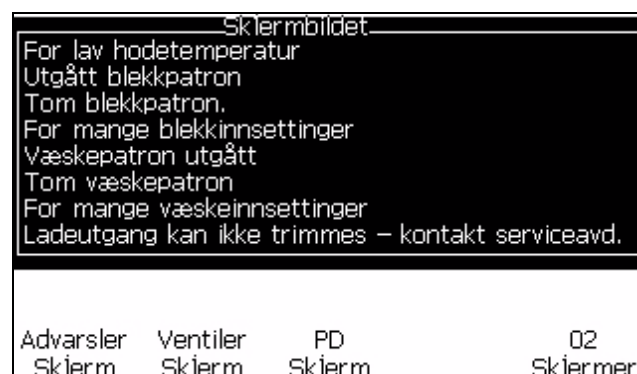 Skjermbildet
For lav hodetemperatur
Utgått blekkpatron
Tom blekkpatron.
For mange blekkinnsettinger
Væskepatron utgått
Tom væskepatron
For mange væskeinnsettinger
Ladeutgang kan ikke trimmes – kontakt serviceavd.
Advarsler Ventiler PD 02
Skjerm Skjerm Skjerm Skjermer